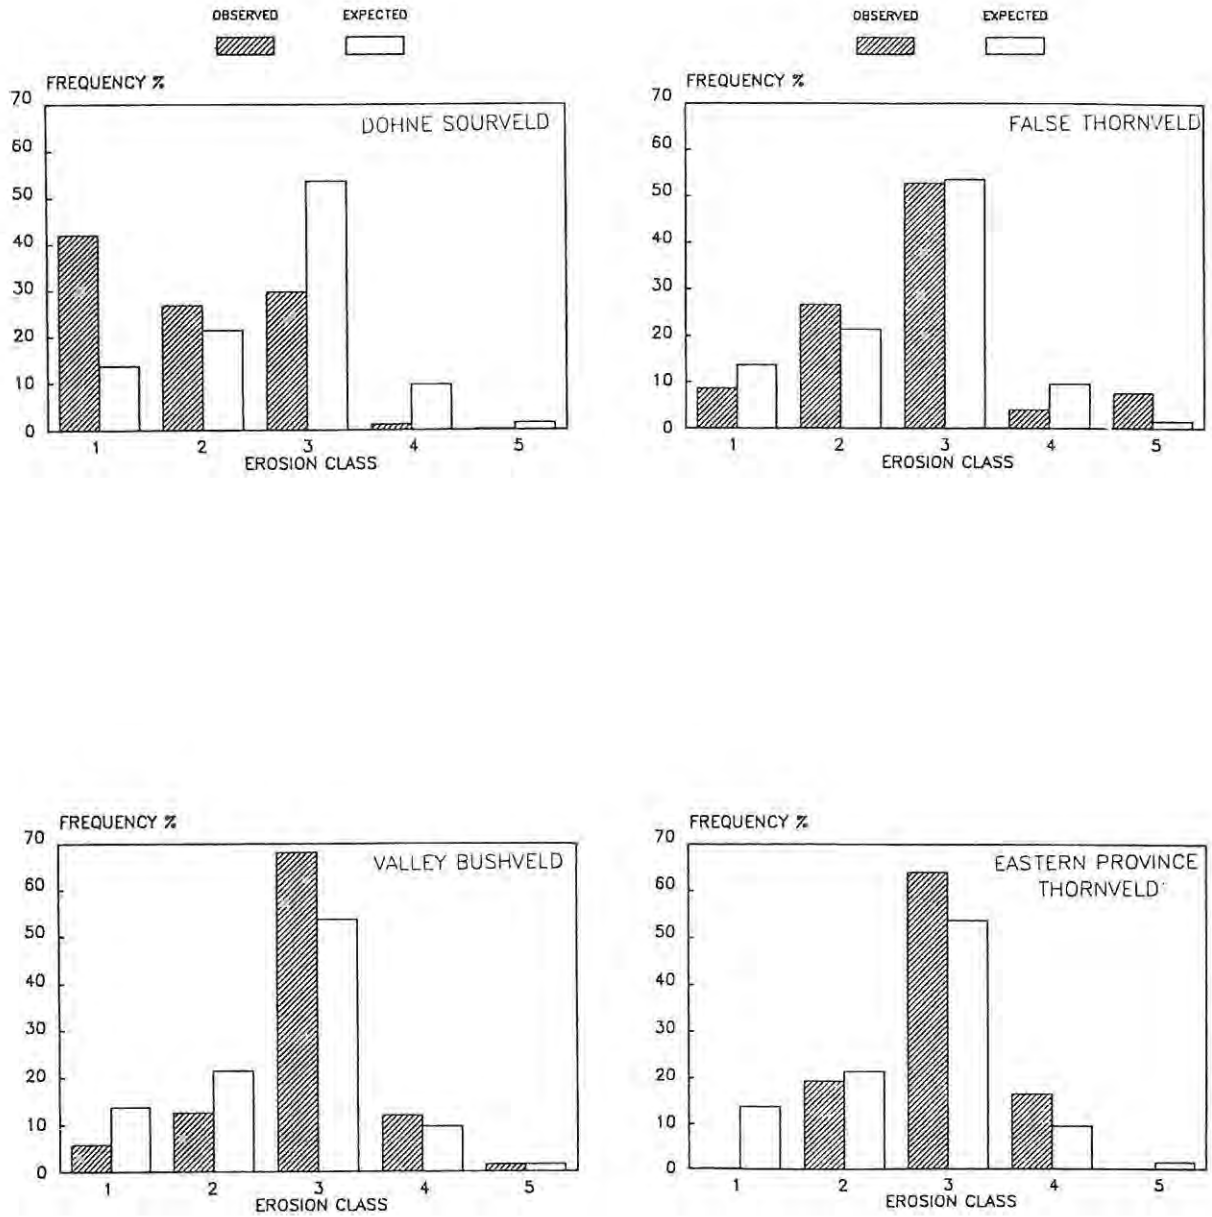 OBSERVED EXPECTED
FREQUENCY %
DOHNE SOURVELD
70
60
50
40
30
20
10
0
1 2 3 4 5
EROSION CLASS
OBSERVED EXPECTED
FREQUENCY %
FALSE THORNVELD
70
60
50
40
30
20
10
0
1 2 3 4 5
EROSION CLASS
FREQUENCY %
VALLEY BUSHVELD
70
60
50
40
30
20
10
0
1 2 3 4 5
EROSION CLASS
FREQUENCY %
EASTERN PROVINCE
THORNVELD
70
60
50
40
30
20
10
0
1 2 3 4 5
EROSION CLASS